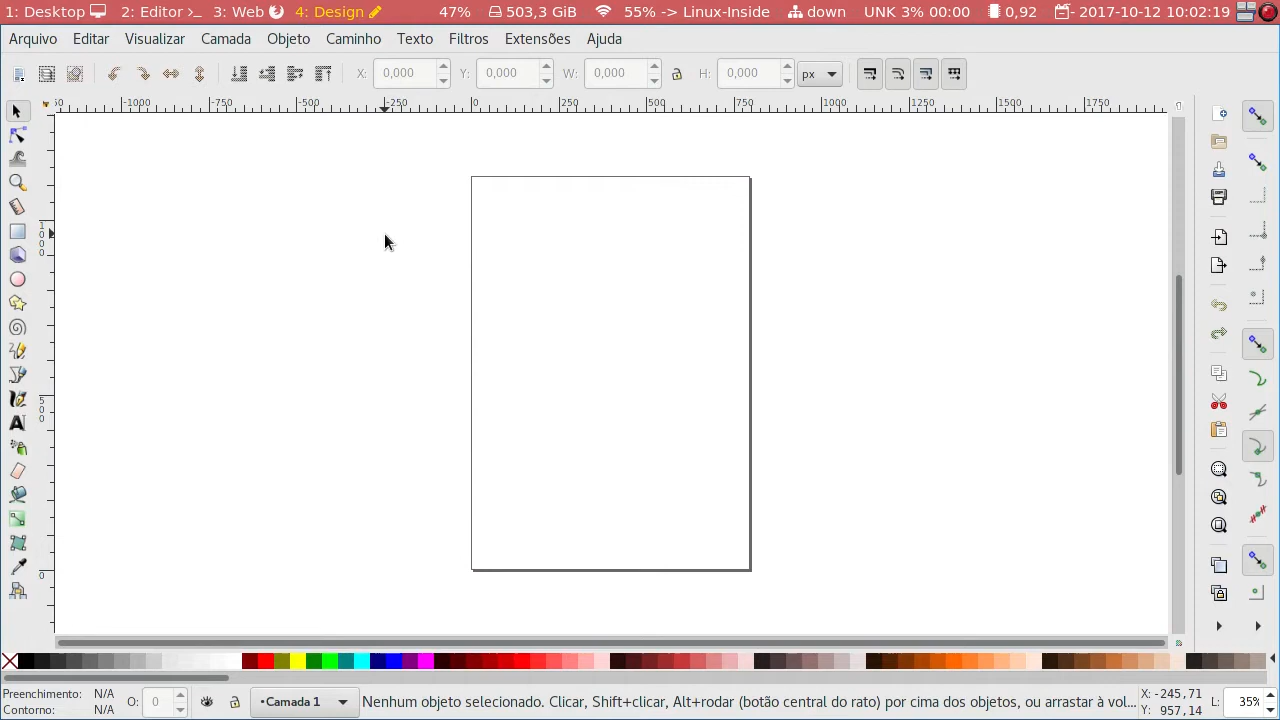 1: Desktop 2: Editor 3: Web 4: Design 47% 503,3 GiB 55% -> Linux-Inside down UNK 3% 00:00 0,92 - 2017-10-12 10:02:19
Arquivo Editar Visualizar Camada Objeto Caminho Texto Filtros Extensões Ajuda
X: 0,000 Y: 0,000 W: 0,000 H: 0,000 px
-1000 -750 -500 -250 0 250 500 750 1000 1250 1500 1750
1000
500
0
Preenchimento: N/A
Contorno: N/A
O: 0
Camada 1
Nenhum objeto selecionado. Clicar, Shift+clicar, Alt+rodar (botão central do rato) por cima dos objetos, ou arrastar à vol...
X: -245,71
Y: 957,14
L: 35%